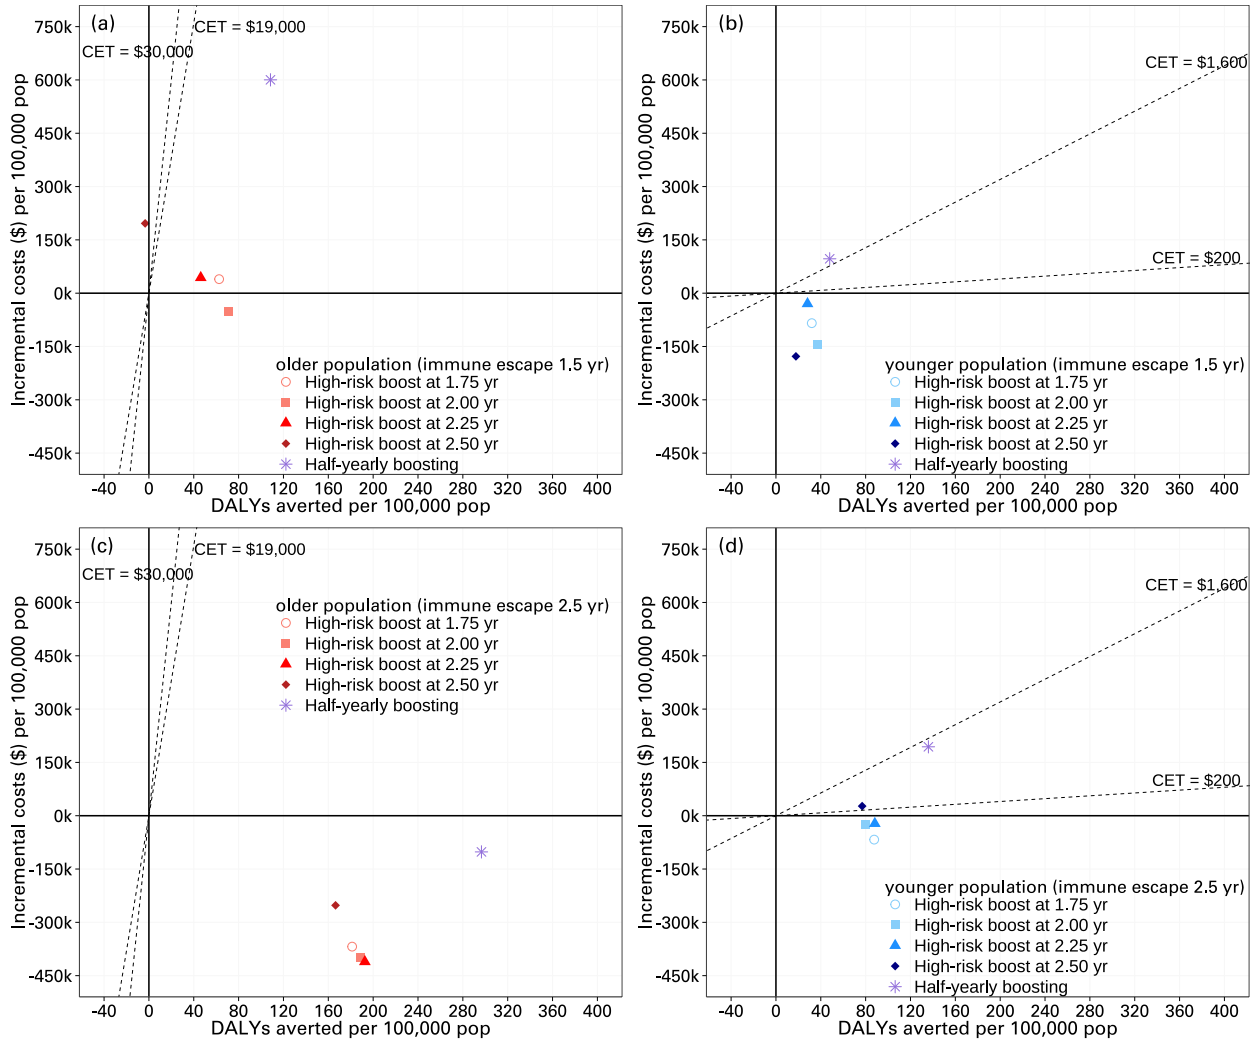 (a)
CET = $19,000
CET = $30,000
750k
600k
450k
300k
150k
0k
-150k
-300k
-450k
Incremental costs ($) per 100,000 pop
older population (immune escape 1.5 yr)
High-risk boost at 1.75 yr
High-risk boost at 2.00 yr
High-risk boost at 2.25 yr
High-risk boost at 2.50 yr
Half-yearly boosting
-40 0 40 80 120 160 200 240 280 320 360 400
DALYs averted per 100,000 pop
(b)
CET = $1,600
CET = $200
750k
600k
450k
300k
150k
0k
-150k
-300k
-450k
Incremental costs ($) per 100,000 pop
younger population (immune escape 1.5 yr)
High-risk boost at 1.75 yr
High-risk boost at 2.00 yr
High-risk boost at 2.25 yr
High-risk boost at 2.50 yr
Half-yearly boosting
-40 0 40 80 120 160 200 240 280 320 360 400
DALYs averted per 100,000 pop
(c)
CET = $19,000
CET = $30,000
750k
600k
450k
300k
150k
0k
-150k
-300k
-450k
Incremental costs ($) per 100,000 pop
older population (immune escape 2.5 yr)
High-risk boost at 1.75 yr
High-risk boost at 2.00 yr
High-risk boost at 2.25 yr
High-risk boost at 2.50 yr
Half-yearly boosting
-40 0 40 80 120 160 200 240 280 320 360 400
DALYs averted per 100,000 pop
(d)
CET = $1,600
CET = $200
750k
600k
450k
300k
150k
0k
-150k
-300k
-450k
Incremental costs ($) per 100,000 pop
younger population (immune escape 2.5 yr)
High-risk boost at 1.75 yr
High-risk boost at 2.00 yr
High-risk boost at 2.25 yr
High-risk boost at 2.50 yr
Half-yearly boosting
-40 0 40 80 120 160 200 240 280 320 360 400
DALYs averted per 100,000 pop